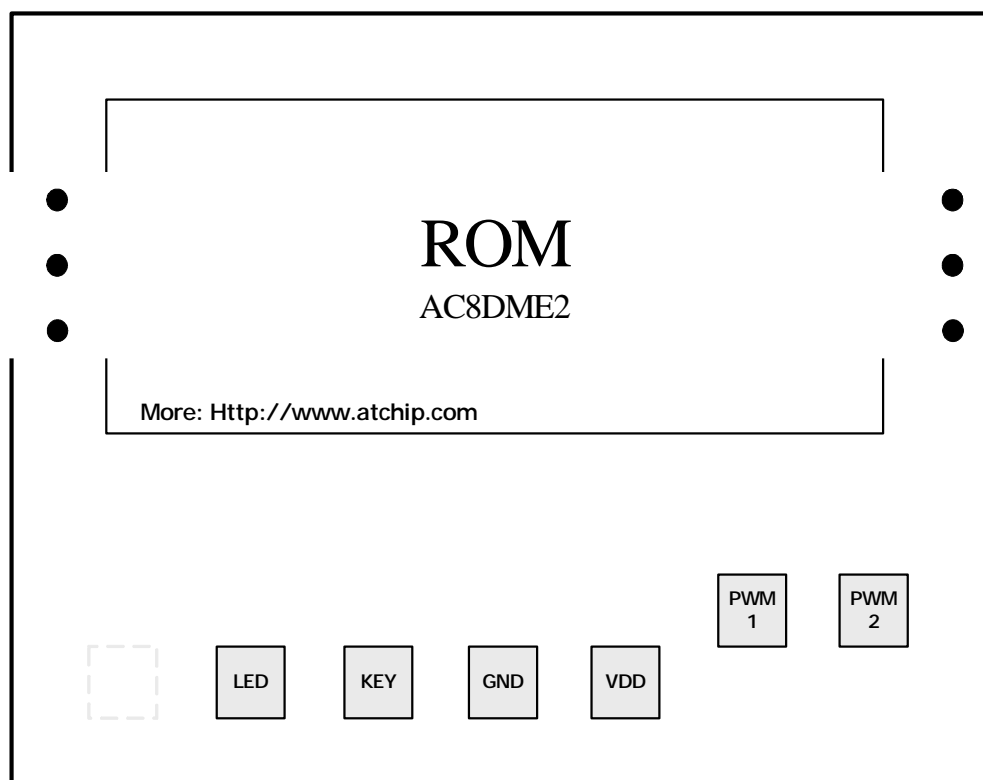 ROM
AC8DME2
More: Http://www.atchip.com
PWM
1
PWM
2
LED
KEY
GND
VDD